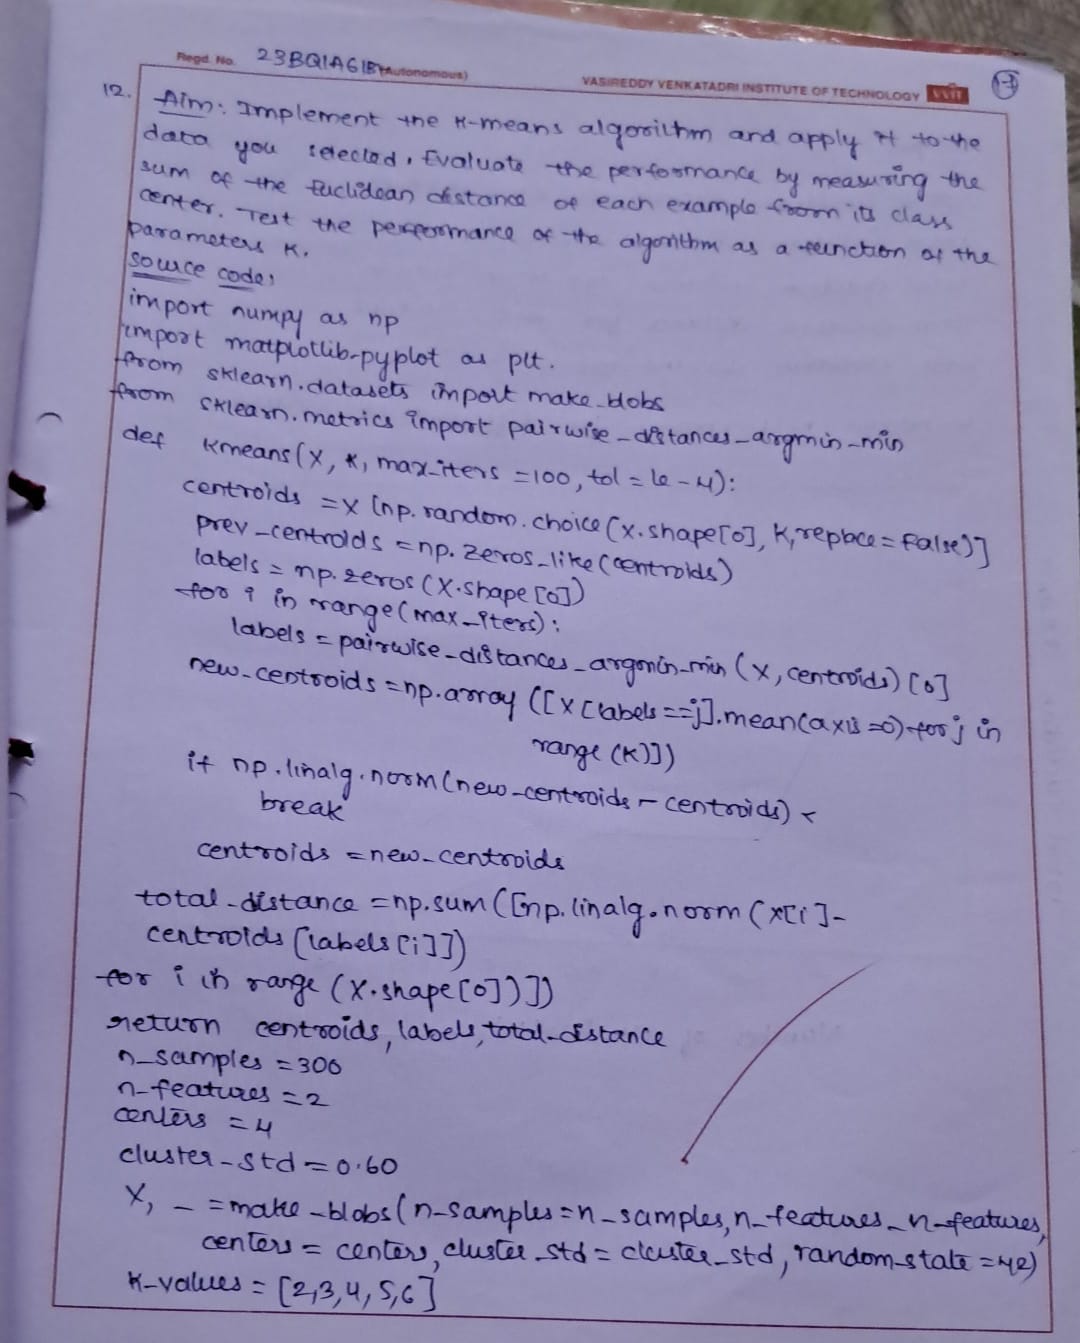 Regd. No. 23BQ1A61B7 (Autonomous)
VASIREDDY VENKATADRI INSTITUTE OF TECHNOLOGY VVIT
12. Aim: Implement the K-means algorithm and apply it to the
data you selected. Evaluate the performance by measuring the
sum of the Euclidean distance of each example from its class
center. Test the performance of the algorithm as a function of the
parameters K.
source code:
import numpy as np
import matplotlib.pyplot as plt.
from sklearn.datasets import make_blobs
from sklearn.metrics import pairwise_distances_argmin_min
def kmeans(X, K, max_iters =100, tol = 1e-4):
centroids = X [np.random.choice(X.shape[0], K, replace = False)]
prev_centroids = np.zeros_like(centroids)
labels = np.zeros(X.shape[0])
for i in range(max_iters):
labels = pairwise_distances_argmin_min (X, centroids) [0]
new_centroids = np.array ([X[labels==j].mean(axis=0) for j in
range (K)])
if np.linalg.norm(new_centroids - centroids) <
break
centroids = new_centroids
total_distance = np.sum([np.linalg.norm (X[i]-
centroids [labels[i]])
for i in range (X.shape[0])])
return centroids, labels, total_distance
n_samples = 300
n-features = 2
centers = 4
cluster-std = 0.60
X, _ = make_blobs(n_samples = n_samples, n_features_n_features,
centers = centers, cluster_std = cluster_std, random_state = 42)
K-values = [2,3,4,5,6]